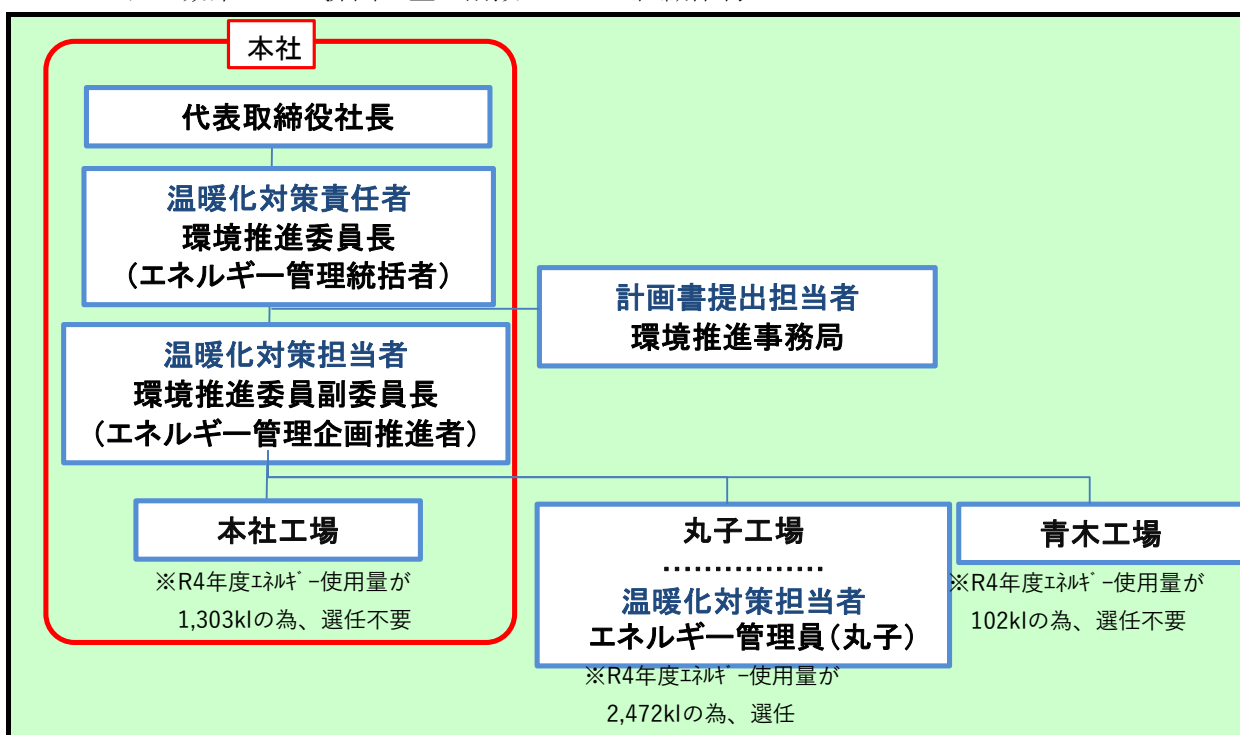 本社
代表取締役社長
温暖化対策責任者
環境推進委員長
(エネルギー管理統括者)
計画書提出担当者
環境推進事務局
温暖化対策担当者
環境推進委員副委員長
(エネルギー管理企画推進者)
本社工場
※R4年度ｴﾈﾙｷﾞｰ使用量が
1,303klの為、選任不要
丸子工場
................
温暖化対策担当者
エネルギー管理員(丸子)
※R4年度ｴﾈﾙｷﾞｰ使用量が
2,472klの為、選任
青木工場
※R4年度ｴﾈﾙｷﾞｰ使用量が
102klの為、選任不要